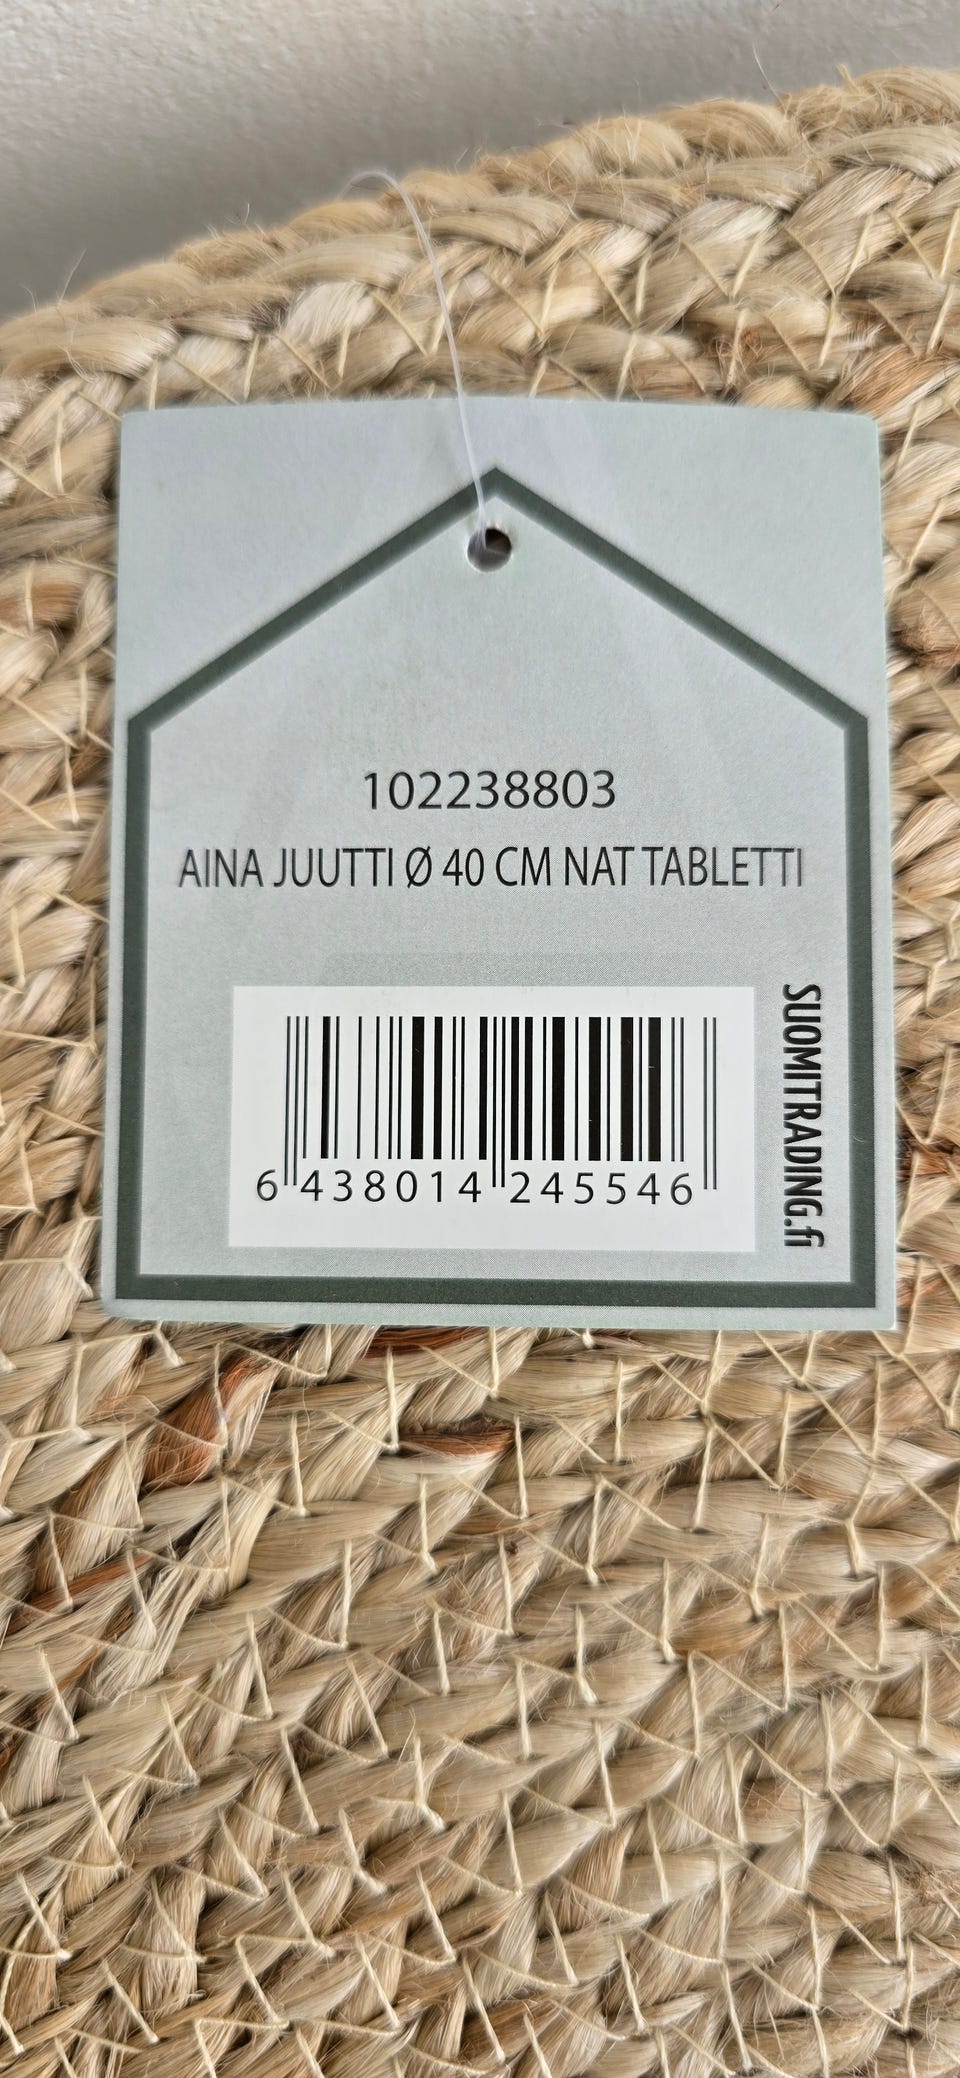 102238803
AINA JUUTTI Ø 40 CM NAT TABLETTI
SUOMITRADING.fi
6 438014 245546